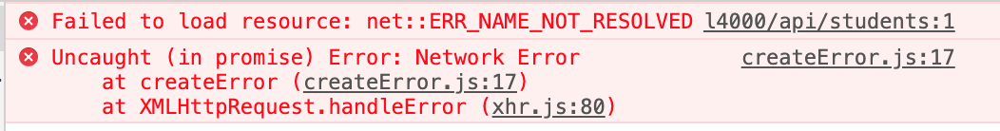 Failed to load resource: net::ERR_NAME_NOT_RESOLVED l4000/api/students:1
Uncaught (in promise) Error: Network Error createError.js:17
at createError (createError.js:17)
at XMLHttpRequest.handleError (xhr.js:80)